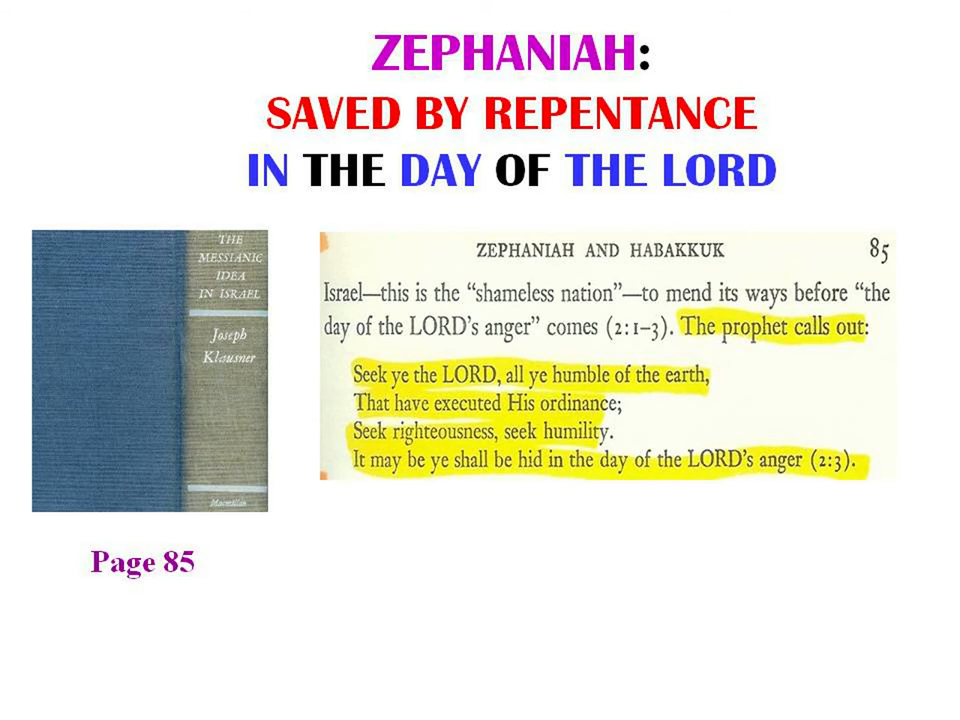 ZEPHANIAH:
SAVED BY REPENTANCE
IN THE DAY OF THE LORD
THE
MESSIANIC
IDEA
IN ISRAEL
Joseph
Klausner
Macmillan
ZEPHANIAH AND HABAKKUK 85
Israel—this is the “shameless nation”—to mend its ways before “the
day of the LORD’s anger” comes (2:1–3). The prophet calls out:
Seek ye the LORD, all ye humble of the earth,
That have executed His ordinance;
Seek righteousness, seek humility.
It may be ye shall be hid in the day of the LORD’s anger (2:3).
Page 85